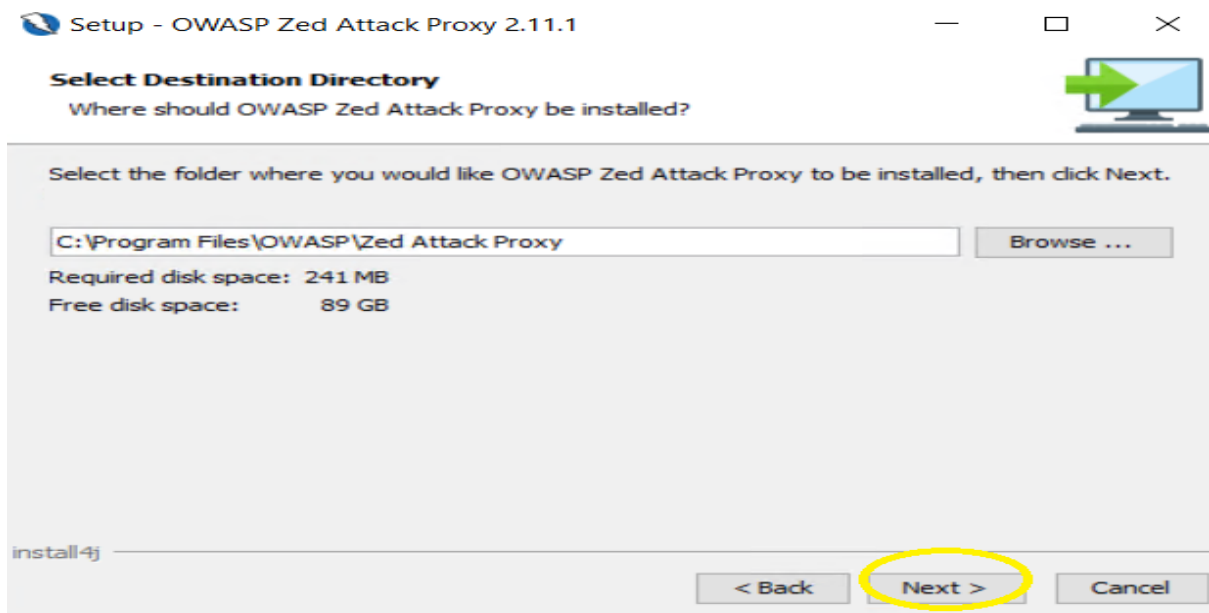 Setup - OWASP Zed Attack Proxy 2.11.1
Select Destination Directory
Where should OWASP Zed Attack Proxy be installed?
Select the folder where you would like OWASP Zed Attack Proxy to be installed, then click Next.
C:\Program Files\OWASP\Zed Attack Proxy
Browse ...
Required disk space: 241 MB
Free disk space: 89 GB
install4j
< Back Next > Cancel